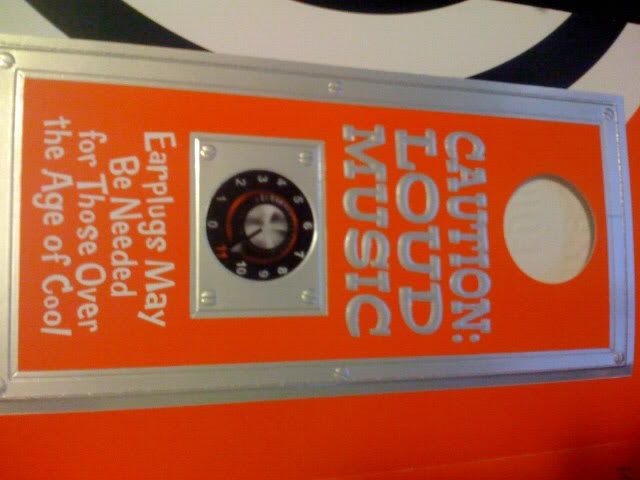 CAUTION:
LOUD
MUSIC
0 1 2 3 4 5 6 7 8 9 10 11
Earplugs May
Be Needed
for Those Over
the Age of Cool